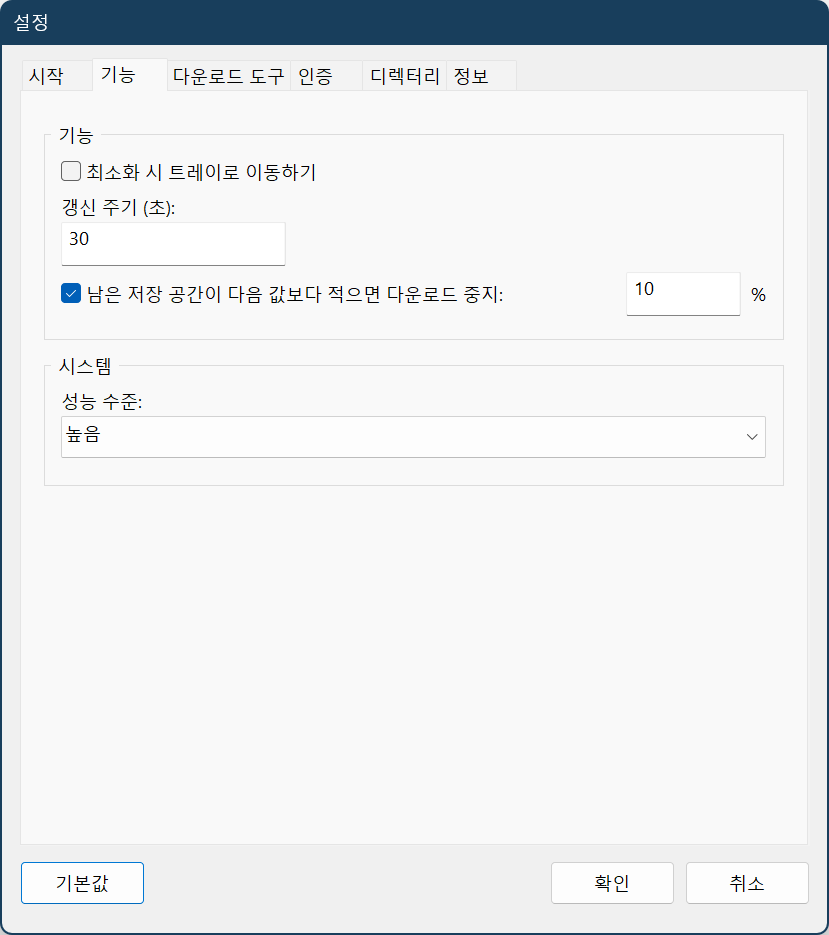 설정
시작 기능 다운로드 도구 인증 디렉터리 정보
기능
최소화 시 트레이로 이동하기
갱신 주기 (초):
30
남은 저장 공간이 다음 값보다 적으면 다운로드 중지: 10 %
시스템
성능 수준:
높음
기본값 확인 취소